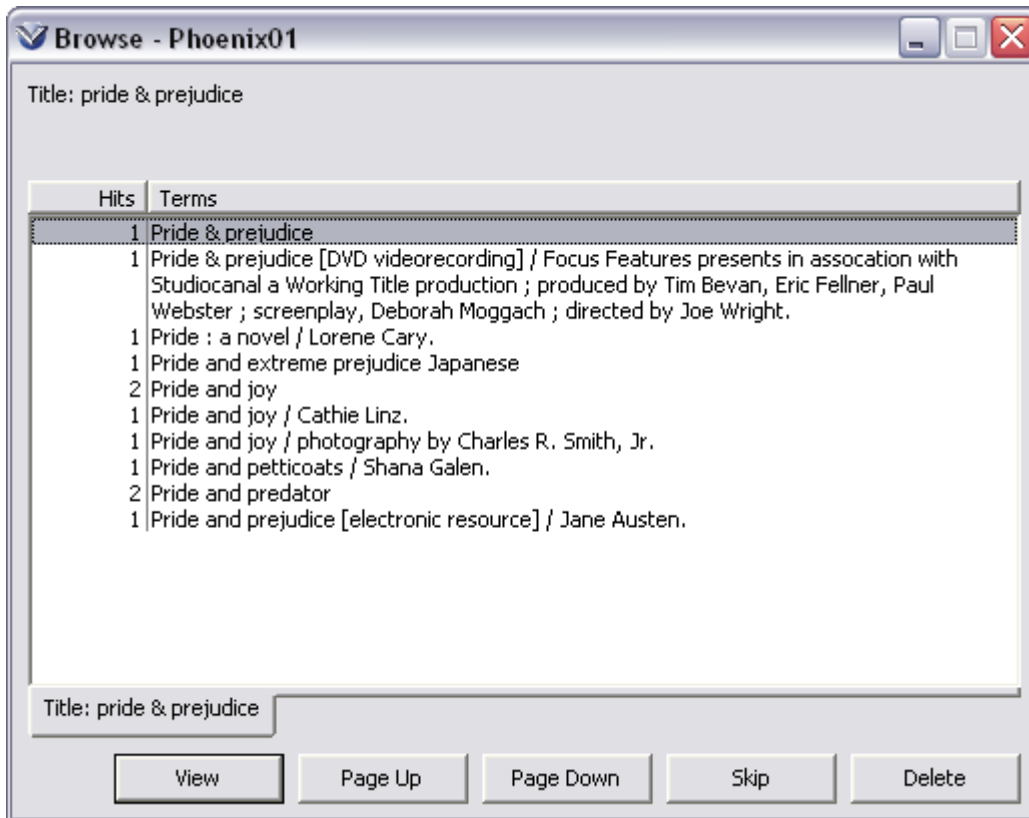 Browse - Phoenix01
Title: pride & prejudice
Hits Terms
1 Pride & prejudice
1 Pride & prejudice [DVD videorecording] / Focus Features presents in assocation with
Studiocanal a Working Title production ; produced by Tim Bevan, Eric Fellner, Paul
Webster ; screenplay, Deborah Moggach ; directed by Joe Wright.
1 Pride : a novel / Lorene Cary.
1 Pride and extreme prejudice Japanese
2 Pride and joy
1 Pride and joy / Cathie Linz.
1 Pride and joy / photography by Charles R. Smith, Jr.
1 Pride and petticoats / Shana Galen.
2 Pride and predator
1 Pride and prejudice [electronic resource] / Jane Austen.
Title: pride & prejudice
View Page Up Page Down Skip Delete